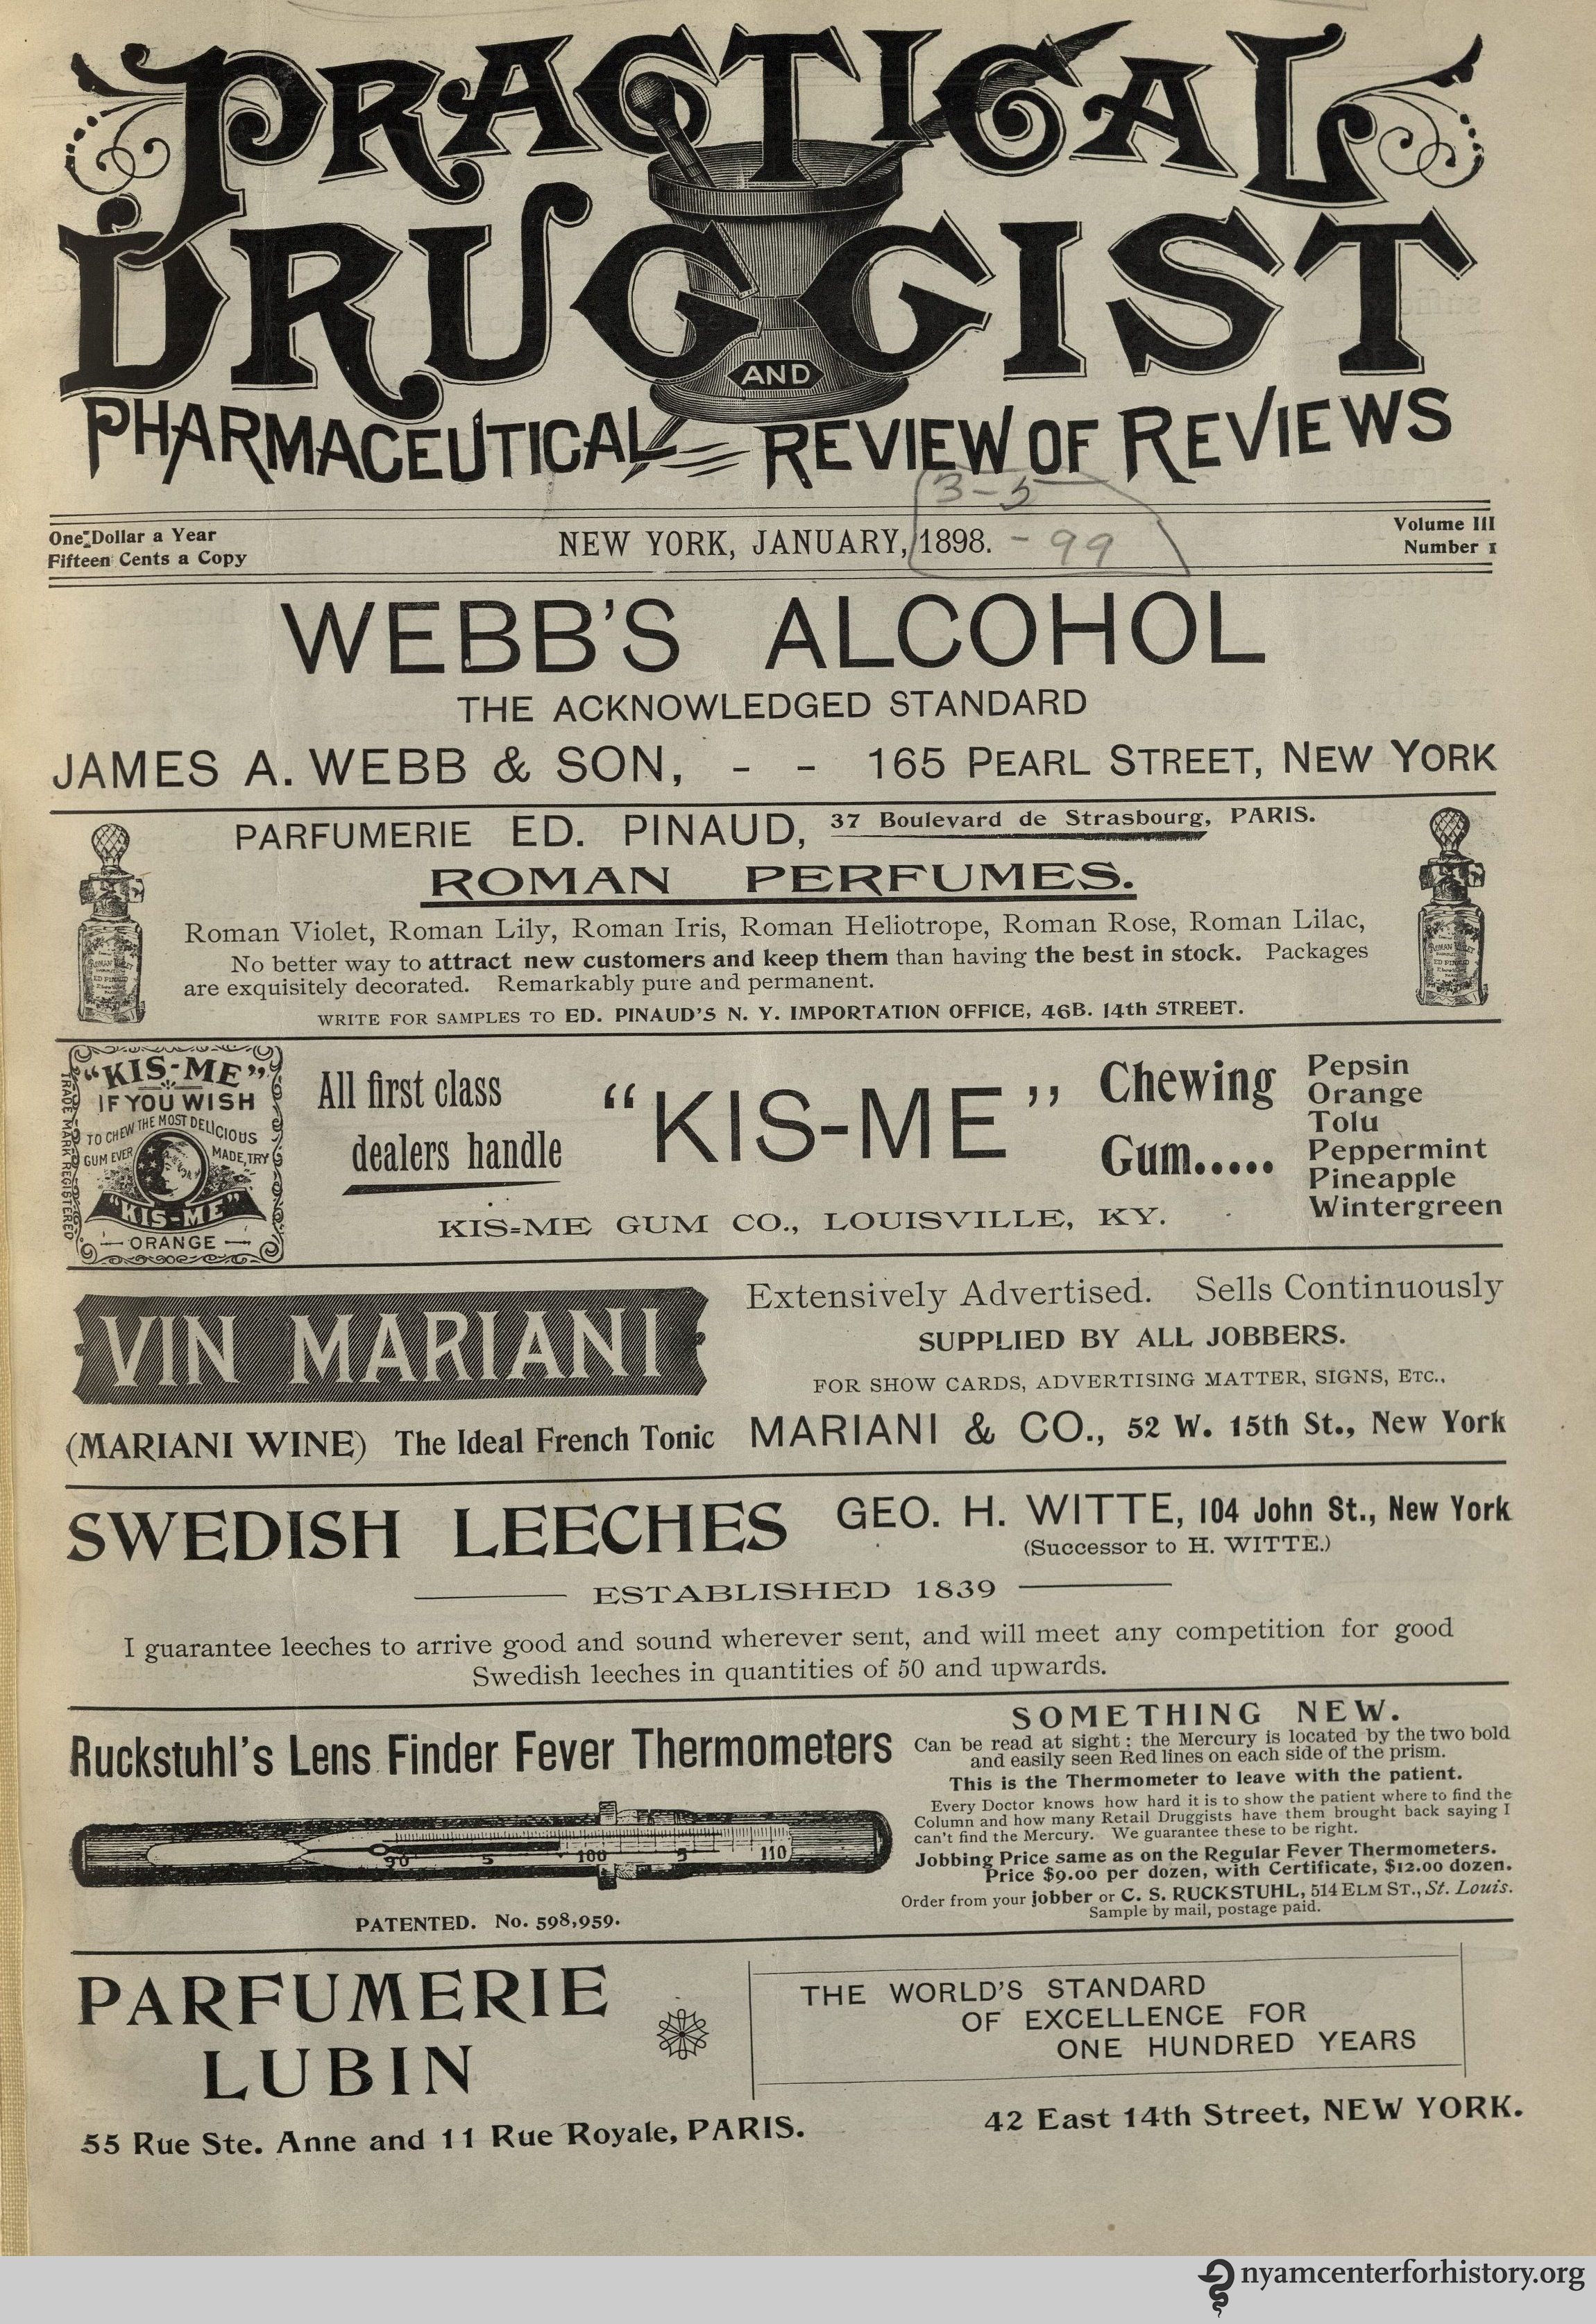 PRACTICAL
DRUGGIST
AND
PHARMACEUTICAL REVIEW OF REVIEWS
3-5
One Dollar a Year
Fifteen Cents a Copy
NEW YORK, JANUARY, 1898.
- 99
Volume III
Number 1
WEBB'S ALCOHOL
THE ACKNOWLEDGED STANDARD
JAMES A. WEBB & SON, - - 165 PEARL STREET, NEW YORK
PARFUMERIE ED. PINAUD, 37 Boulevard de Strasbourg, PARIS.
ROMAN PERFUMES.
Roman Violet, Roman Lily, Roman Iris, Roman Heliotrope, Roman Rose, Roman Lilac,
No better way to attract new customers and keep them than having the best in stock. Packages
are exquisitely decorated. Remarkably pure and permanent.
WRITE FOR SAMPLES TO ED. PINAUD'S N. Y. IMPORTATION OFFICE, 46B. 14th STREET.
"KIS-ME"
IF YOU WISH
TO CHEW THE MOST DELICIOUS
GUM EVER MADE, TRY
"KIS-ME"
ORANGE
TRADE MARK REGISTERED
All first class
dealers handle
"KIS-ME"
Chewing
Gum.....
Pepsin
Orange
Tolu
Peppermint
Pineapple
Wintergreen
KIS-ME GUM CO., LOUISVILLE, KY.
VIN MARIANI
(MARIANI WINE) The Ideal French Tonic
Extensively Advertised. Sells Continuously
SUPPLIED BY ALL JOBBERS.
FOR SHOW CARDS, ADVERTISING MATTER, SIGNS, ETC.,
MARIANI & CO., 52 W. 15th St., New York
SWEDISH LEECHES
GEO. H. WITTE, 104 John St., New York
(Successor to H. WITTE.)
ESTABLISHED 1839
I guarantee leeches to arrive good and sound wherever sent, and will meet any competition for good
Swedish leeches in quantities of 50 and upwards.
Ruckstuhl's Lens Finder Fever Thermometers
90 5 100 5 110
PATENTED. No. 598,959.
SOMETHING NEW.
Can be read at sight: the Mercury is located by the two bold
and easily seen Red lines on each side of the prism.
This is the Thermometer to leave with the patient.
Every Doctor knows how hard it is to show the patient where to find the
Column and how many Retail Druggists have them brought back saying I
can't find the Mercury. We guarantee these to be right.
Jobbing Price same as on the Regular Fever Thermometers.
Price $9.00 per dozen, with Certificate, $12.00 dozen.
Order from your jobber or C. S. RUCKSTUHL, 514 ELM ST., St. Louis.
Sample by mail, postage paid.
PARFUMERIE
LUBIN
55 Rue Ste. Anne and 11 Rue Royale, PARIS.
THE WORLD'S STANDARD
OF EXCELLENCE FOR
ONE HUNDRED YEARS
42 East 14th Street, NEW YORK.
nyamcenterforhistory.org